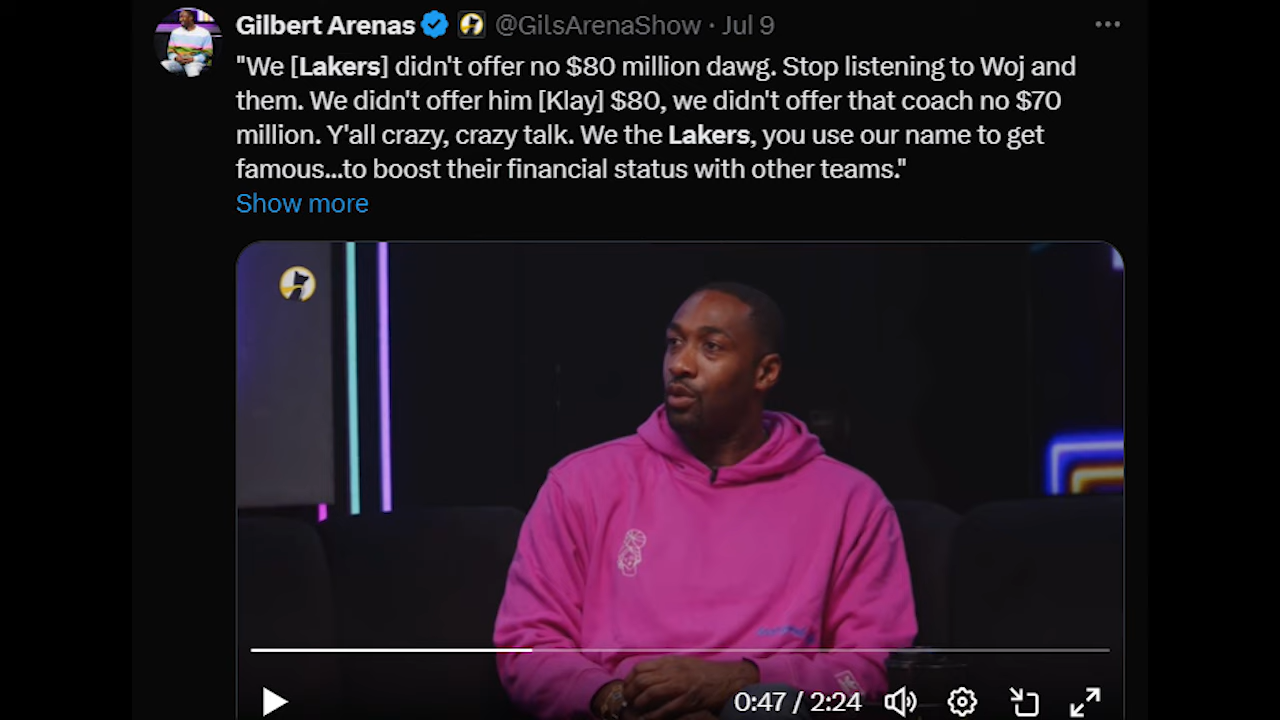 Gilbert Arenas @GilsArenaShow · Jul 9
"We [Lakers] didn't offer no $80 million dawg. Stop listening to Woj and
them. We didn't offer him [Klay] $80, we didn't offer that coach no $70
million. Y'all crazy, crazy talk. We the Lakers, you use our name to get
famous...to boost their financial status with other teams."
Show more
0:47 / 2:24